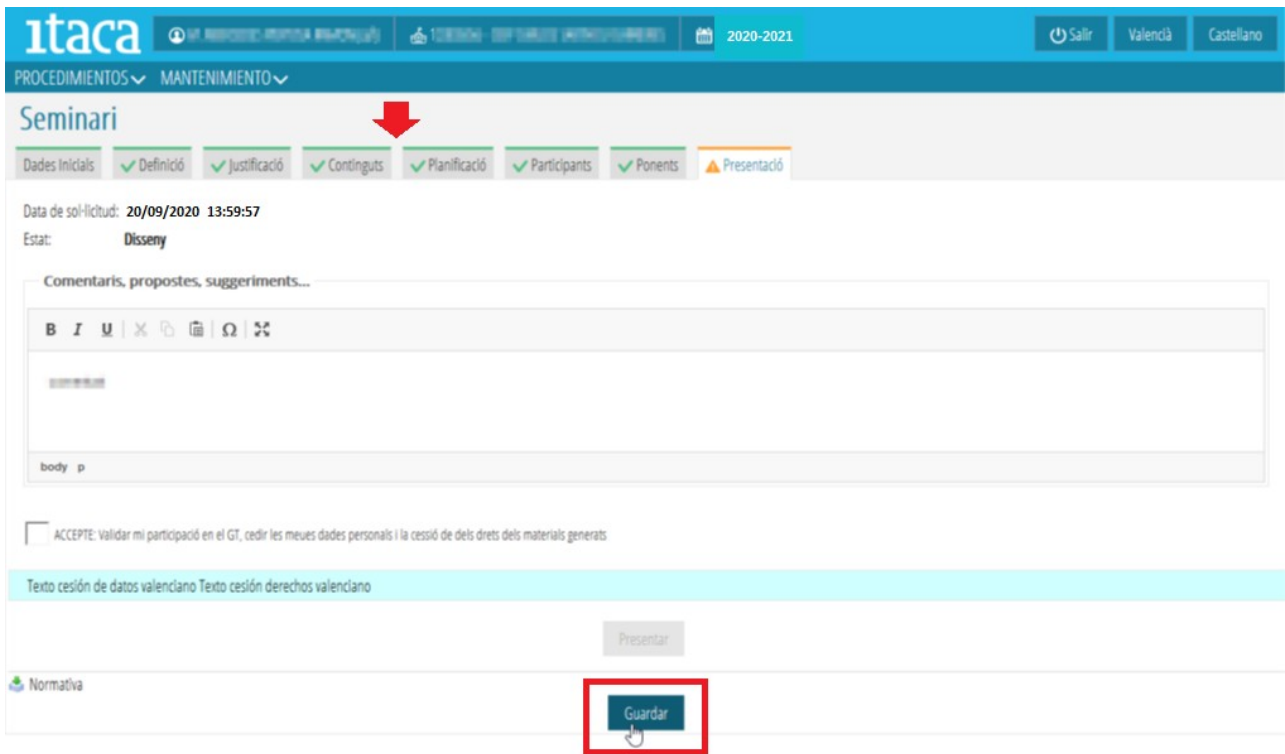 itaca
2020-2021 Salir Valencià Castellano
PROCEDIMIENTOS MANTENIMIENTO
Seminari
Dades Inicials Definició Justificació Continguts Planificació Participants Ponents Presentació
Data de sol·licitud: 20/09/2020 13:59:57
Estat: Disseny
Comentaris, propostes, suggeriments...
B I U Ω
body p
ACCEPTE: Validar mi participació en el GT, cedir les meues dades personals i la cessió de dels drets dels materials generats
Texto cesión de datos valenciano Texto cesión derechos valenciano
Presentar
Normativa
Guardar